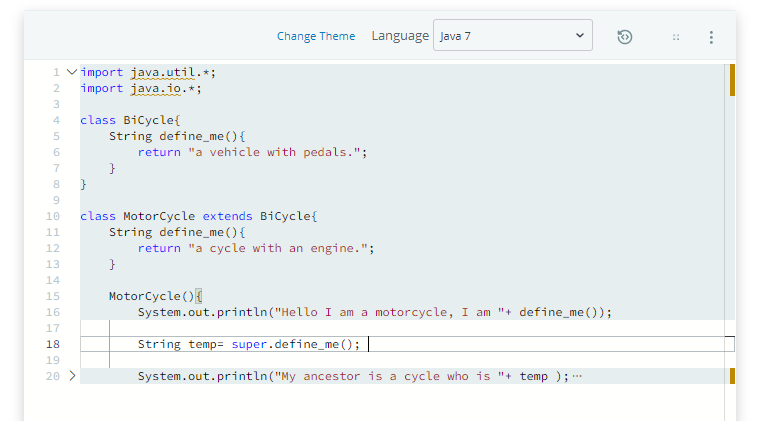 Change Theme Language Java 7
1 import java.util.*;
2 import java.io.*;
3
4 class BiCycle{
5 String define_me(){
6 return "a vehicle with pedals.";
7 }
8 }
9
10 class MotorCycle extends BiCycle{
11 String define_me(){
12 return "a cycle with an engine.";
13 }
14
15 MotorCycle(){
16 System.out.println("Hello I am a motorcycle, I am "+ define_me());
17
18 String temp= super.define_me();
19
20 System.out.println("My ancestor is a cycle who is "+ temp );⋯